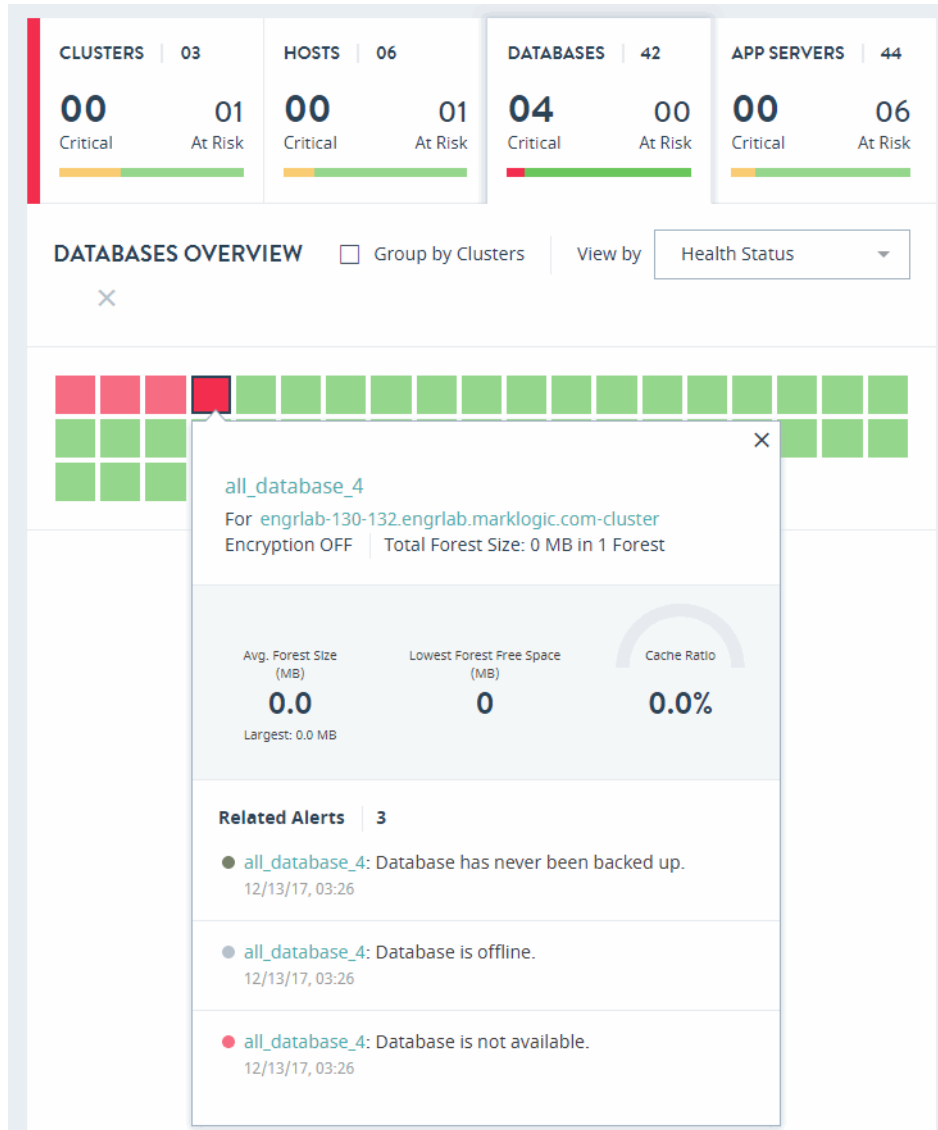 CLUSTERS 03 HOSTS 06 DATABASES 42 APP SERVERS 44
00 01 00 01 04 00 00 06
Critical At Risk Critical At Risk Critical At Risk Critical At Risk
DATABASES OVERVIEW Group by Clusters View by Health Status
all_database_4
For engrlab-130-132.engrlab.marklogic.com-cluster
Encryption OFF Total Forest Size: 0 MB in 1 Forest
Avg. Forest Size Lowest Forest Free Space Cache Ratio
(MB) (MB)
0.0 0 0.0%
Largest: 0.0 MB
Related Alerts 3
all_database_4: Database has never been backed up.
12/13/17, 03:26
all_database_4: Database is offline.
12/13/17, 03:26
all_database_4: Database is not available.
12/13/17, 03:26